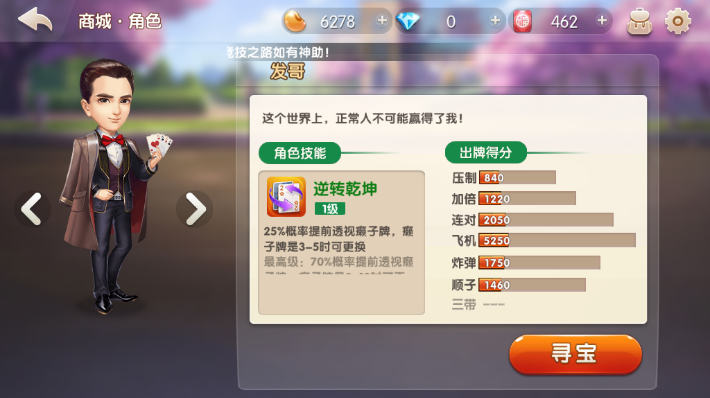 商城·角色
6278 +
0 +
462 +
技之路如有神助！
发哥
这个世界上，正常人不可能赢得了我！
角色技能
逆转乾坤
1级
25%概率提前透视癞子牌，癞
子牌是3-5时可更换
最高级：70%概率提前透视癞
出牌得分
压制 840
加倍 1220
连对 2050
飞机 5250
炸弹 1750
顺子 1460
三带 ----
寻宝